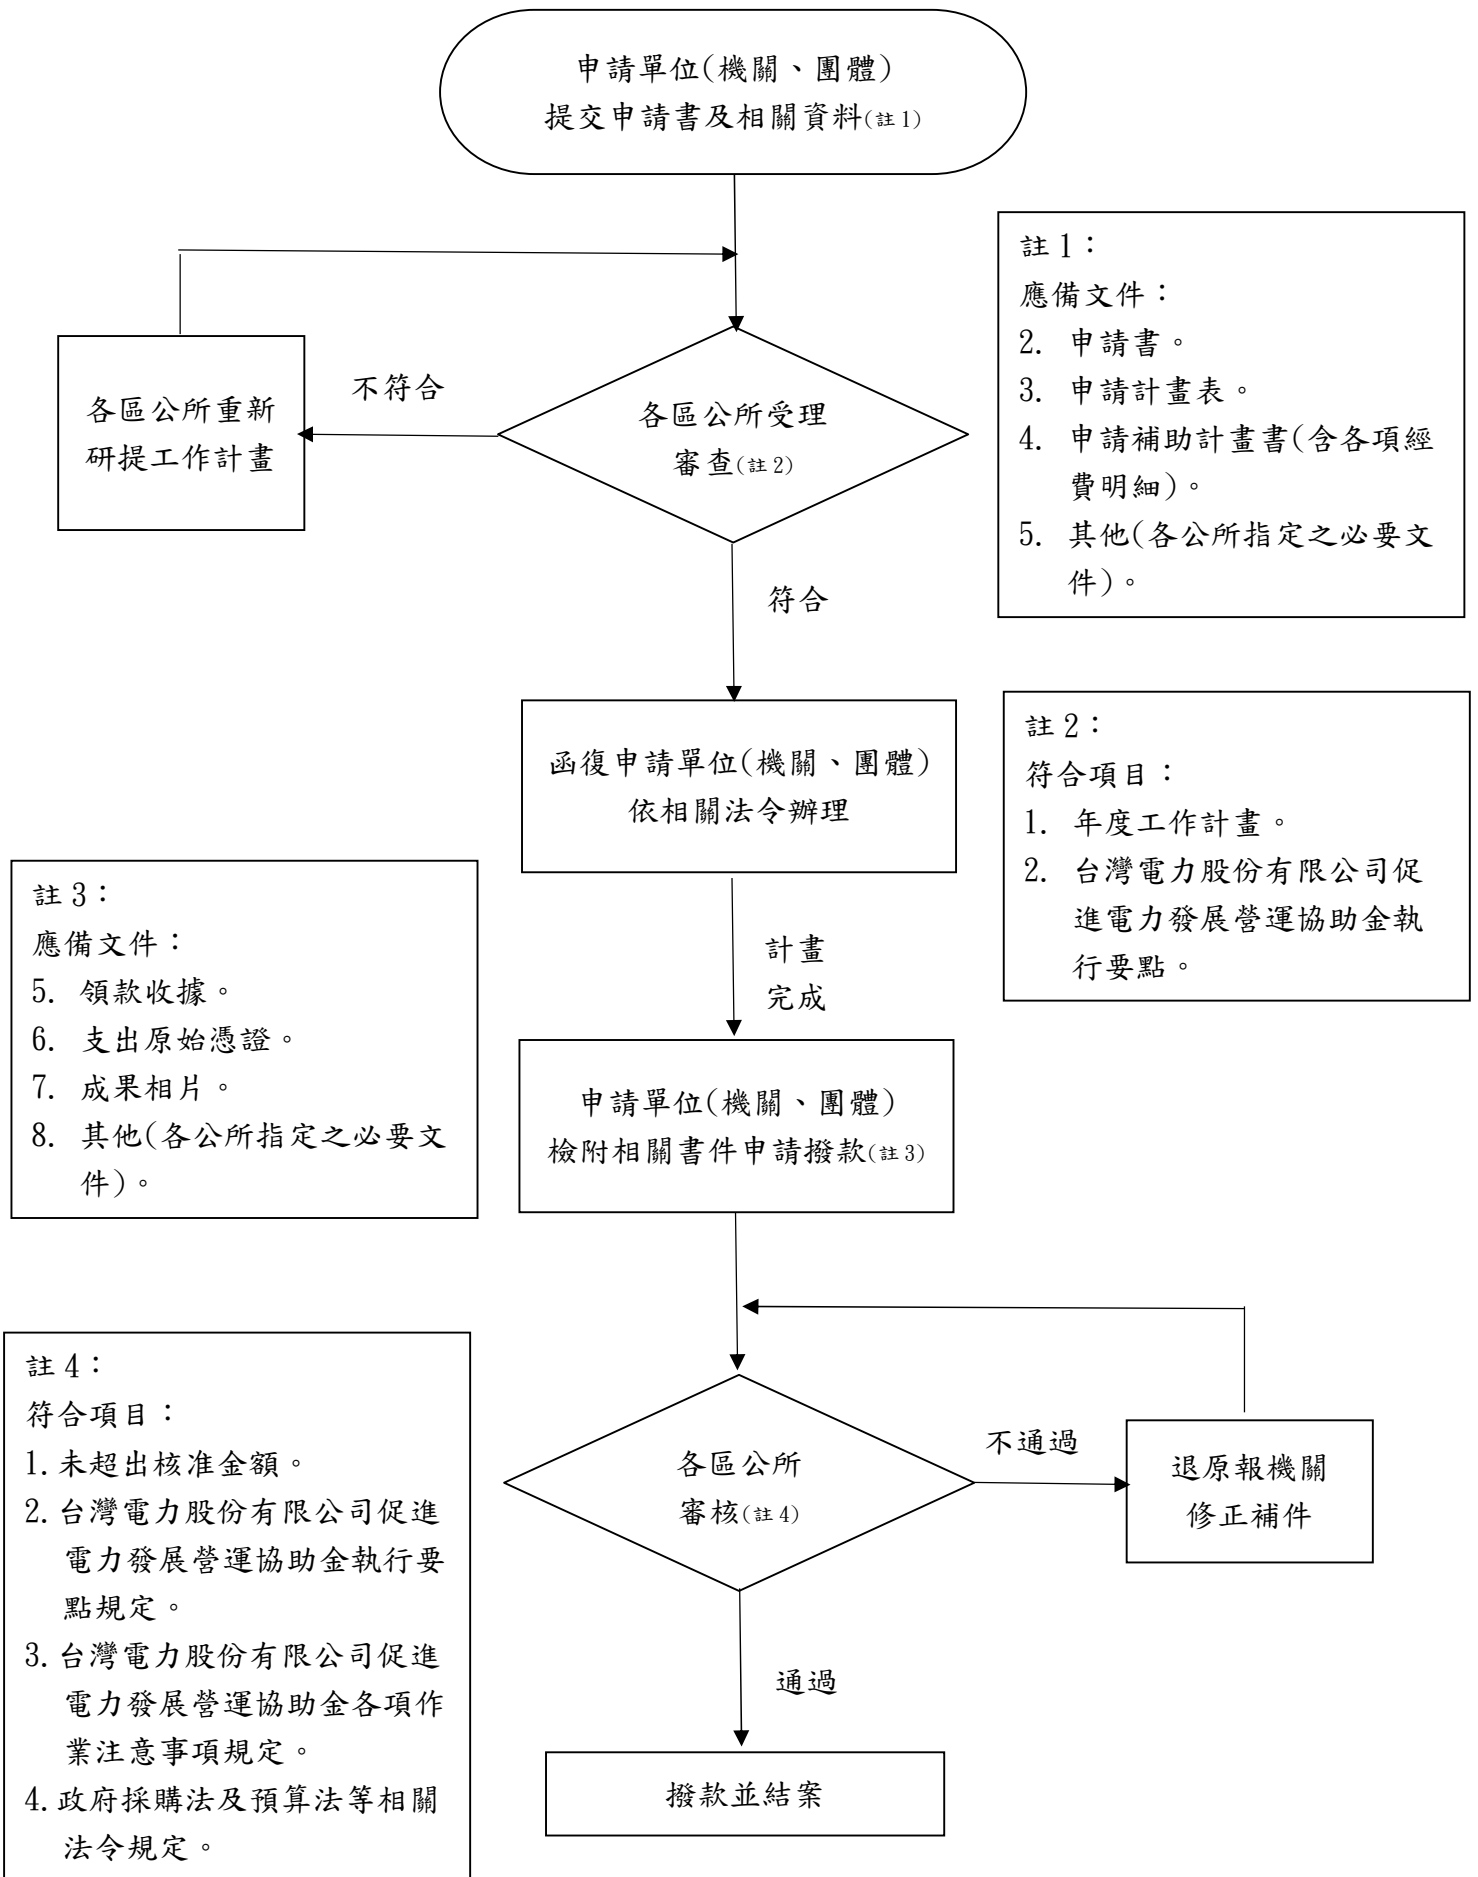 申請單位(機關、團體)
提交申請書及相關資料(註1)
註1：
應備文件：
2. 申請書。
3. 申請計畫表。
4. 申請補助計畫書(含各項經
費明細)。
5. 其他(各公所指定之必要文
件)。
各區公所重新
研提工作計畫
不符合
各區公所受理
審查(註2)
符合
函復申請單位(機關、團體)
依相關法令辦理
註2：
符合項目：
1. 年度工作計畫。
2. 台灣電力股份有限公司促
進電力發展營運協助金執
行要點。
註3：
應備文件：
5. 領款收據。
6. 支出原始憑證。
7. 成果相片。
8. 其他(各公所指定之必要文
件)。
計畫
完成
申請單位(機關、團體)
檢附相關書件申請撥款(註3)
註4：
符合項目：
1.未超出核准金額。
2.台灣電力股份有限公司促進
電力發展營運協助金執行要
點規定。
3.台灣電力股份有限公司促進
電力發展營運協助金各項作
業注意事項規定。
4.政府採購法及預算法等相關
法令規定。
各區公所
審核(註4)
不通過
退原報機關
修正補件
通過
撥款並結案